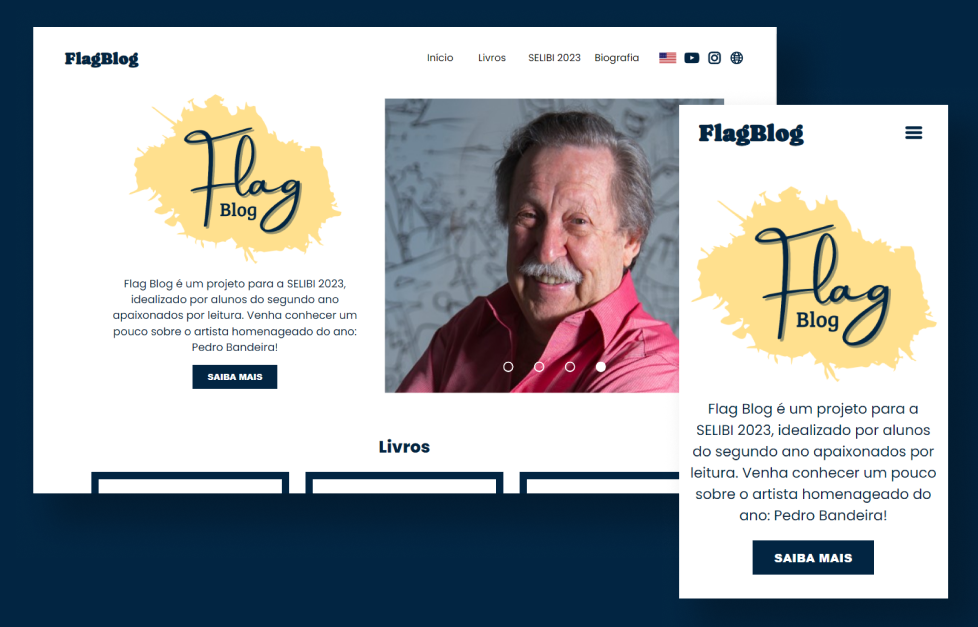 FlagBlog
Início Livros SELIBI 2023 Biografia
Flag
Blog
Flag Blog é um projeto para a SELIBI 2023,
idealizado por alunos do segundo ano
apaixonados por leitura. Venha conhecer um
pouco sobre o artista homenageado do ano:
Pedro Bandeira!
SAIBA MAIS
Livros
FlagBlog
Flag
Blog
Flag Blog é um projeto para a
SELIBI 2023, idealizado por alunos
do segundo ano apaixonados por
leitura. Venha conhecer um pouco
sobre o artista homenageado do
ano: Pedro Bandeira!
SAIBA MAIS